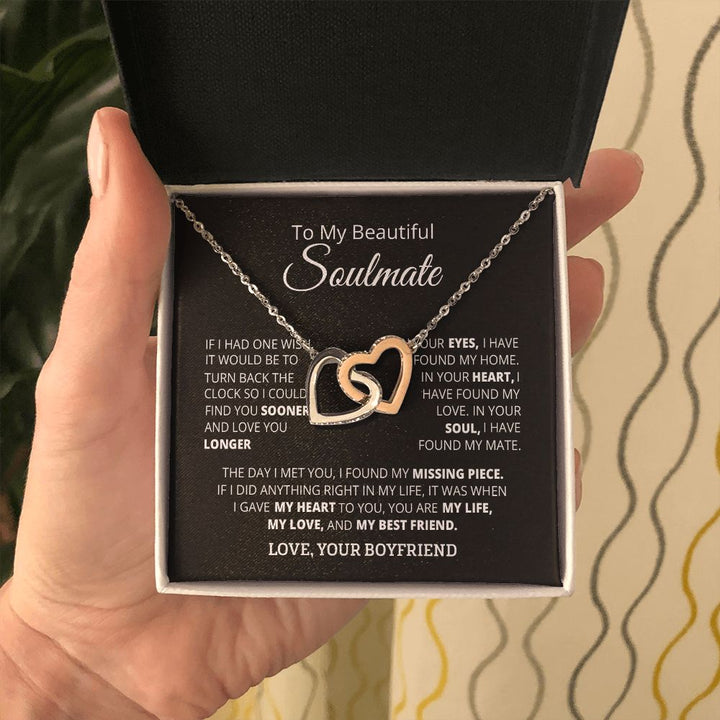 To My Beautiful
Soulmate
IF I HAD ONE WISH,
IT WOULD BE TO
TURN BACK THE
CLOCK SO I COULD
FIND YOU SOONER
AND LOVE YOU
LONGER
YOUR EYES, I HAVE
FOUND MY HOME.
IN YOUR HEART, I
HAVE FOUND MY
LOVE. IN YOUR
SOUL, I HAVE
FOUND MY MATE.
THE DAY I MET YOU, I FOUND MY MISSING PIECE.
IF I DID ANYTHING RIGHT IN MY LIFE, IT WAS WHEN
I GAVE MY HEART TO YOU, YOU ARE MY LIFE,
MY LOVE, AND MY BEST FRIEND.
LOVE, YOUR BOYFRIEND